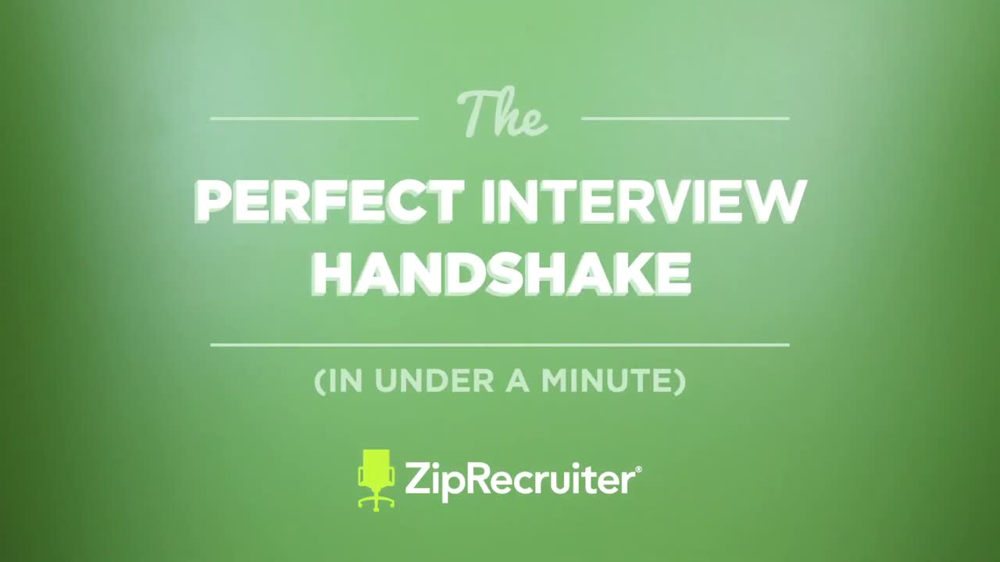 The
PERFECT INTERVIEW
HANDSHAKE
(IN UNDER A MINUTE)
ZipRecruiter®